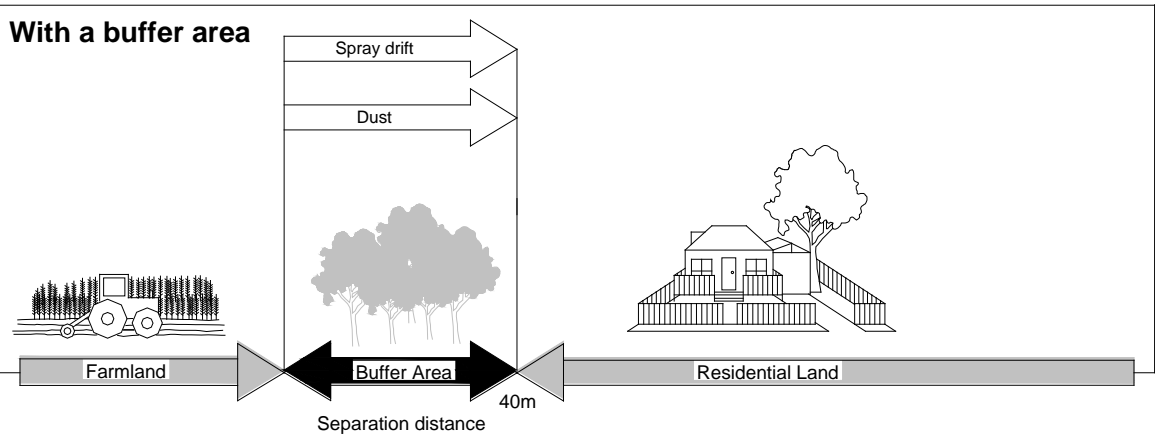 With a buffer area
Spray drift
Dust
Farmland
Buffer Area
Residential Land
40m
Separation distance